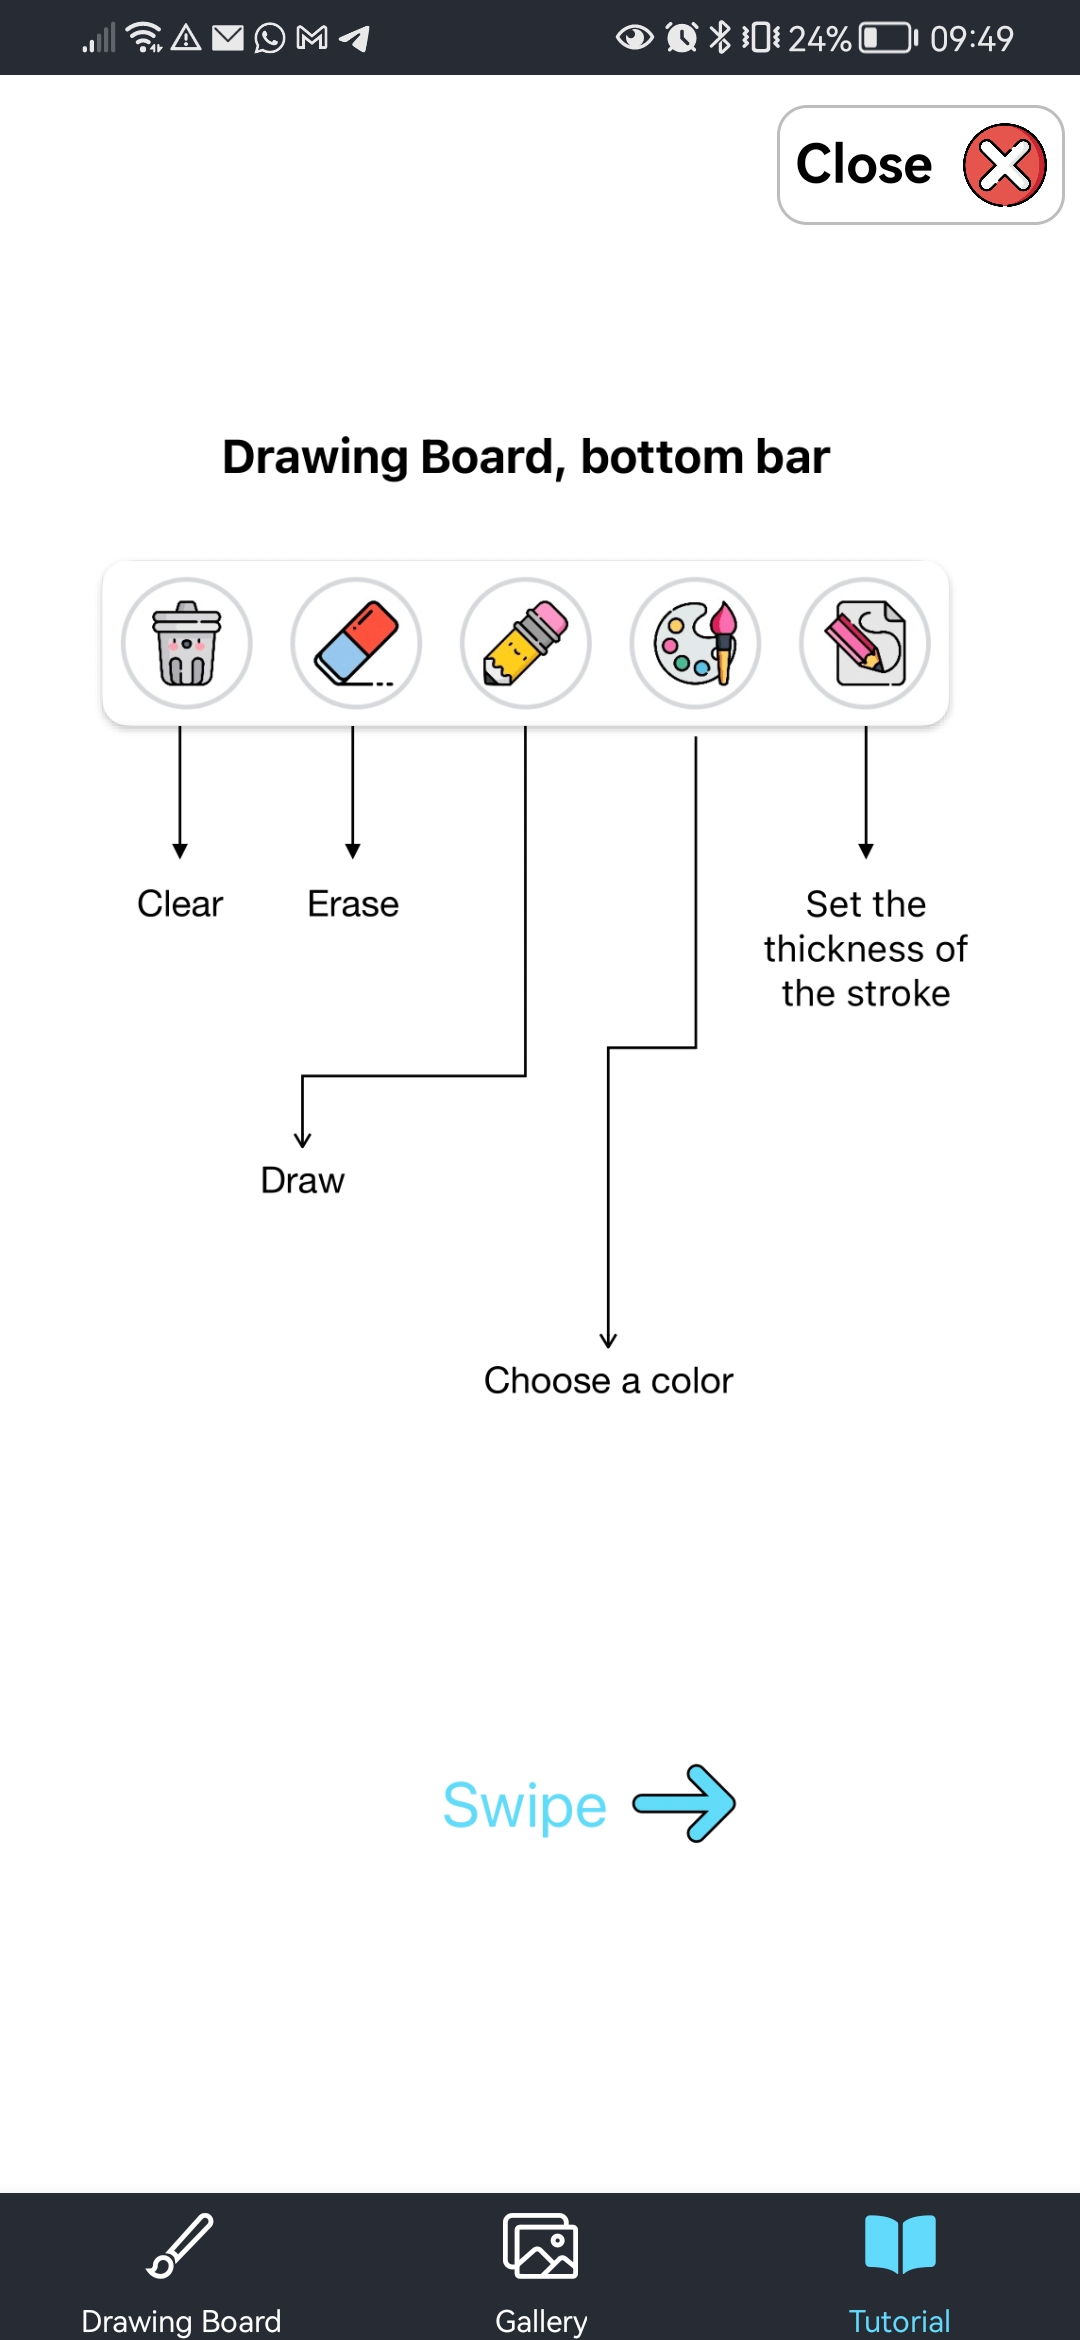 24% 09:49
Close
Drawing Board, bottom bar
Clear
Erase
Set the
thickness of
the stroke
Draw
Choose a color
Swipe
Drawing Board
Gallery
Tutorial